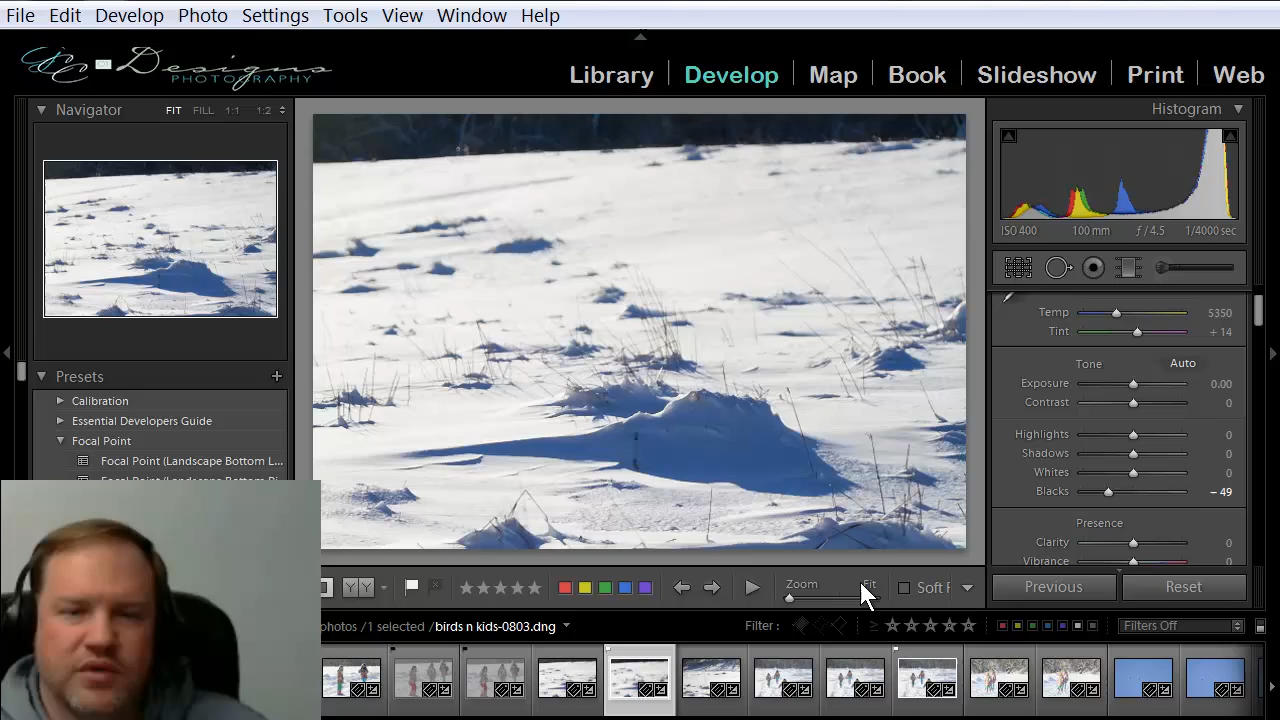 File Edit Develop Photo Settings Tools View Window Help
Designs
PHOTOGRAPHY
Library Develop Map Book Slideshow Print Web
Navigator FIT FILL 1:1 1:2
Histogram
ISO 400 100 mm ƒ / 4.5 1/4000 sec
Temp 5350
Tint + 14
Tone Auto
Exposure 0.00
Contrast 0
Highlights 0
Shadows 0
Whites 0
Blacks – 49
Presence
Clarity 0
Vibrance 0
Previous Reset
Presets +
Calibration
Essential Developers Guide
Focal Point
Focal Point (Landscape Bottom L...
YY Zoom Fit Soft
photos / 1 selected / birds n kids-0803.dng Filter : ≥ Filters Off